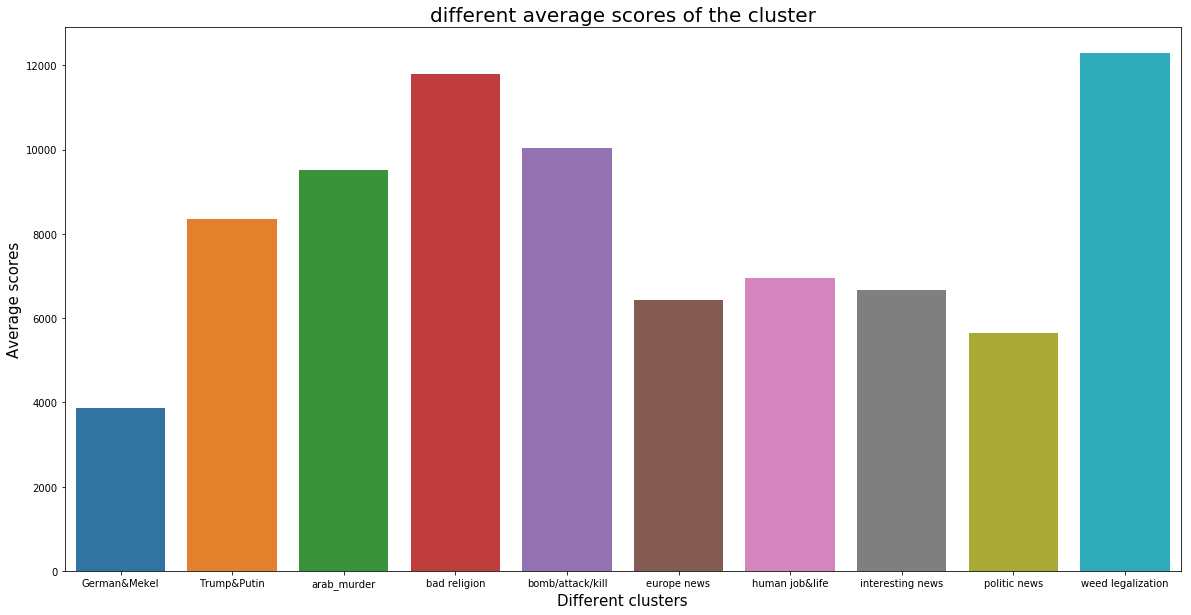 different average scores of the cluster
Average scores
12000
10000
8000
6000
4000
2000
0
German&Mekel Trump&Putin arab_murder bad religion bomb/attack/kill europe news human job&life interesting news politic news weed legalization
Different clusters